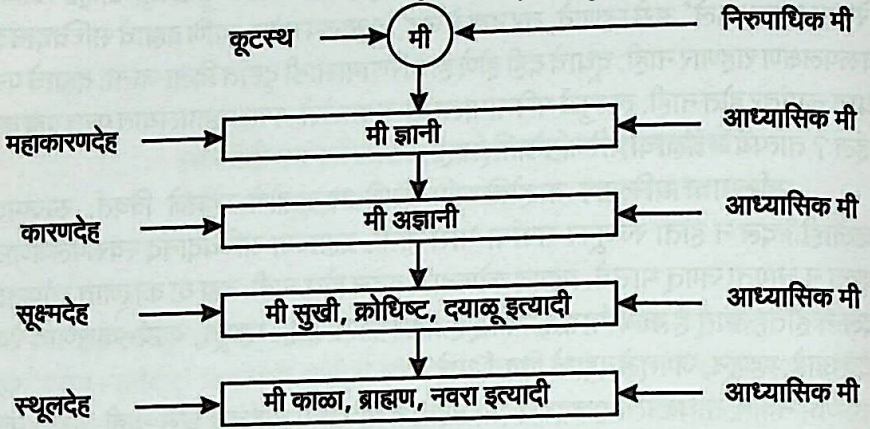 निरुपाधिक मी
कूटस्थ
मी
आध्यासिक मी
महाकारणदेह
मी ज्ञानी
आध्यासिक मी
कारणदेह
मी अज्ञानी
आध्यासिक मी
सूक्ष्मदेह
मी सुखी, क्रोधिष्ट, दयाळू इत्यादी
आध्यासिक मी
स्थूलदेह
मी काळा, ब्राह्मण, नवरा इत्यादी